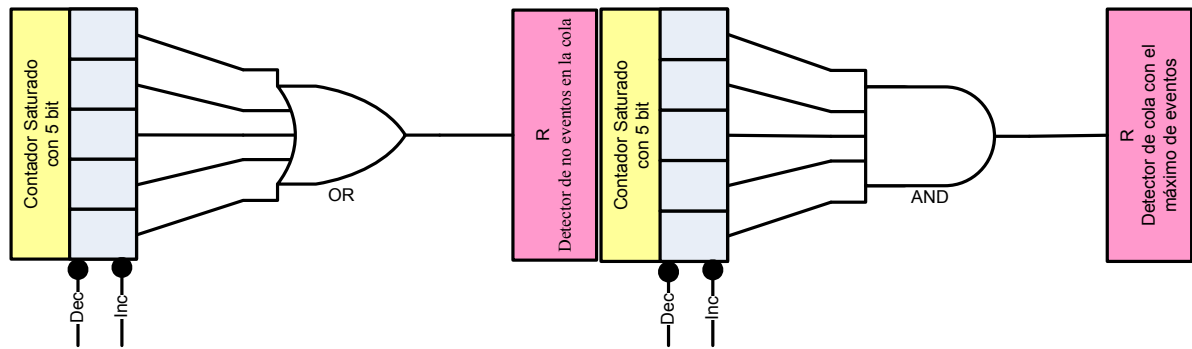 Contador Saturado
con 5 bit
OR
Dec
Inc
R
Detector de no eventos en la cola
Contador Saturado
con 5 bit
AND
Dec
Inc
R
Detector de cola con el
máximo de eventos